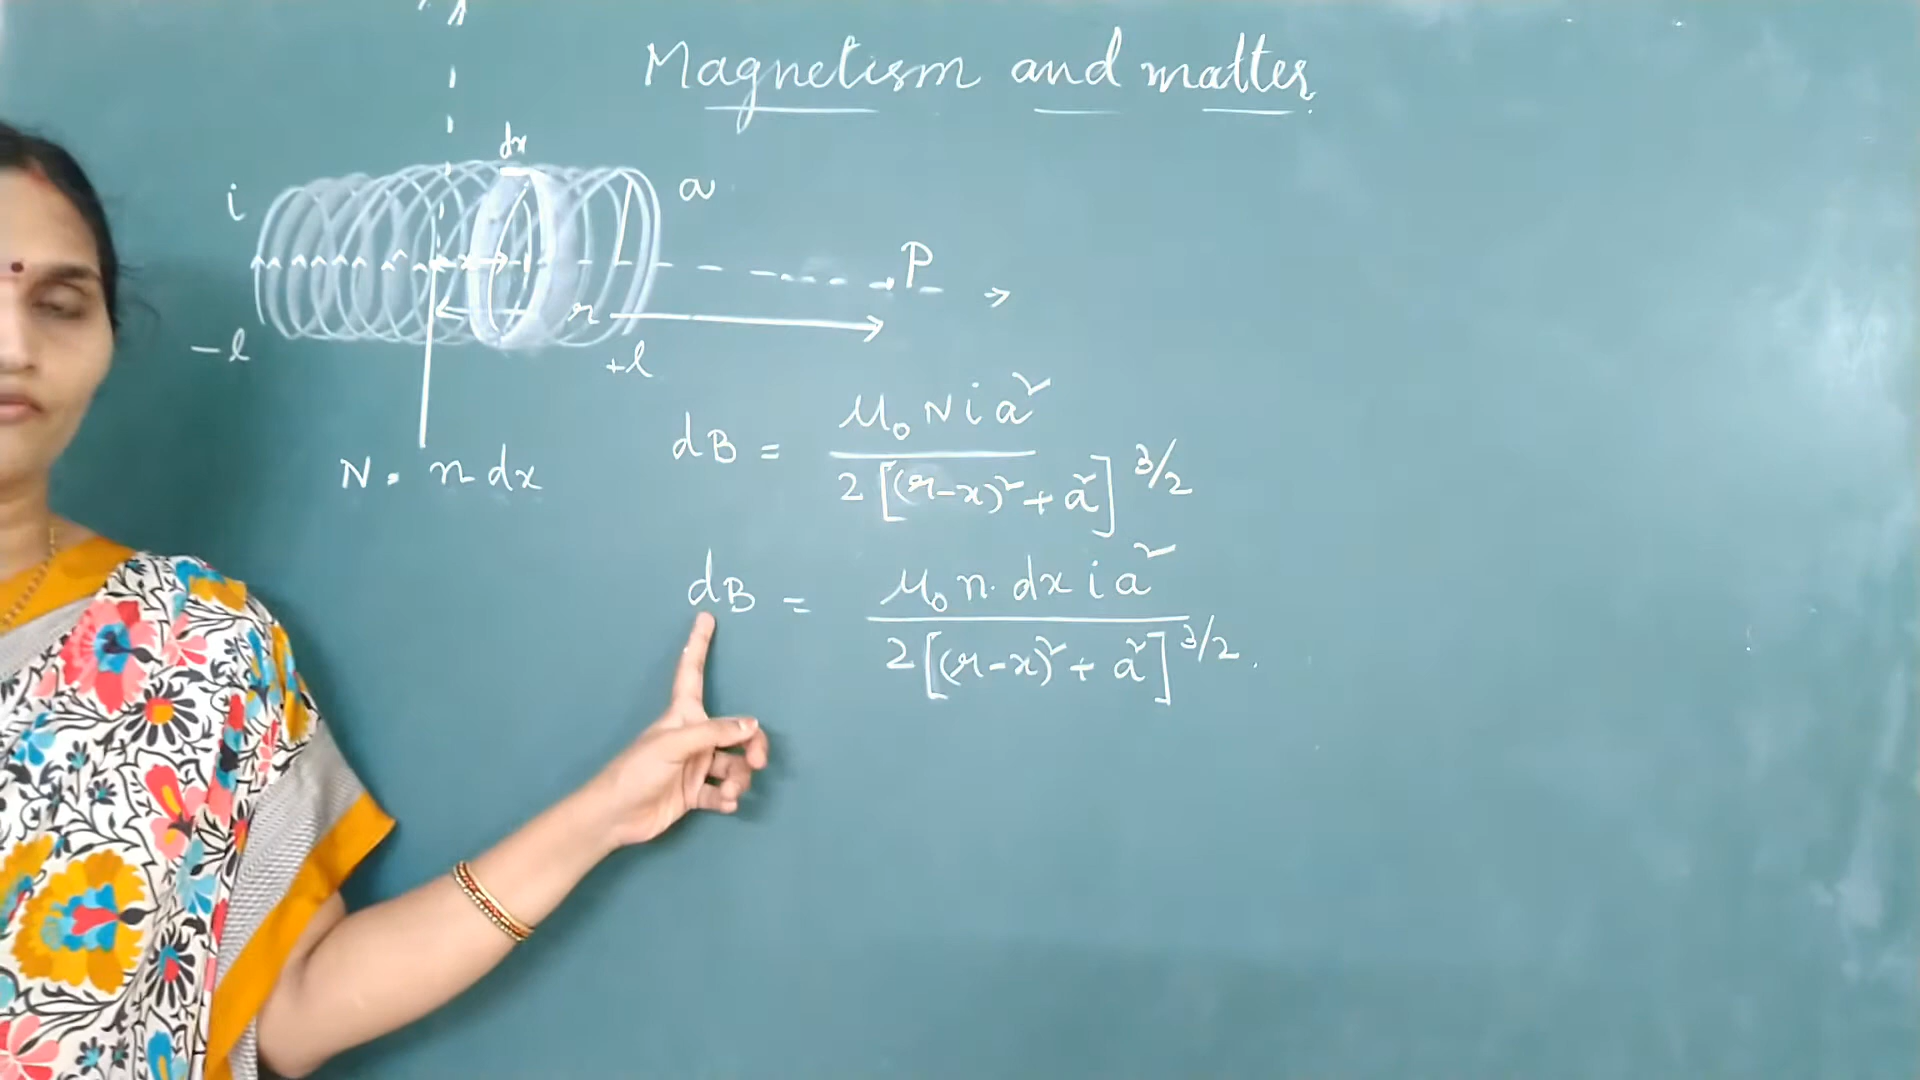 Magnetism and matter
dx
i
a
x
P
r
-l
+l
dB = μ₀ N i a² / 2[(r-x)² + a²]^3/2
N = n dx
dB = μ₀ n. dx i a² / 2[(r-x)² + a²]^3/2.